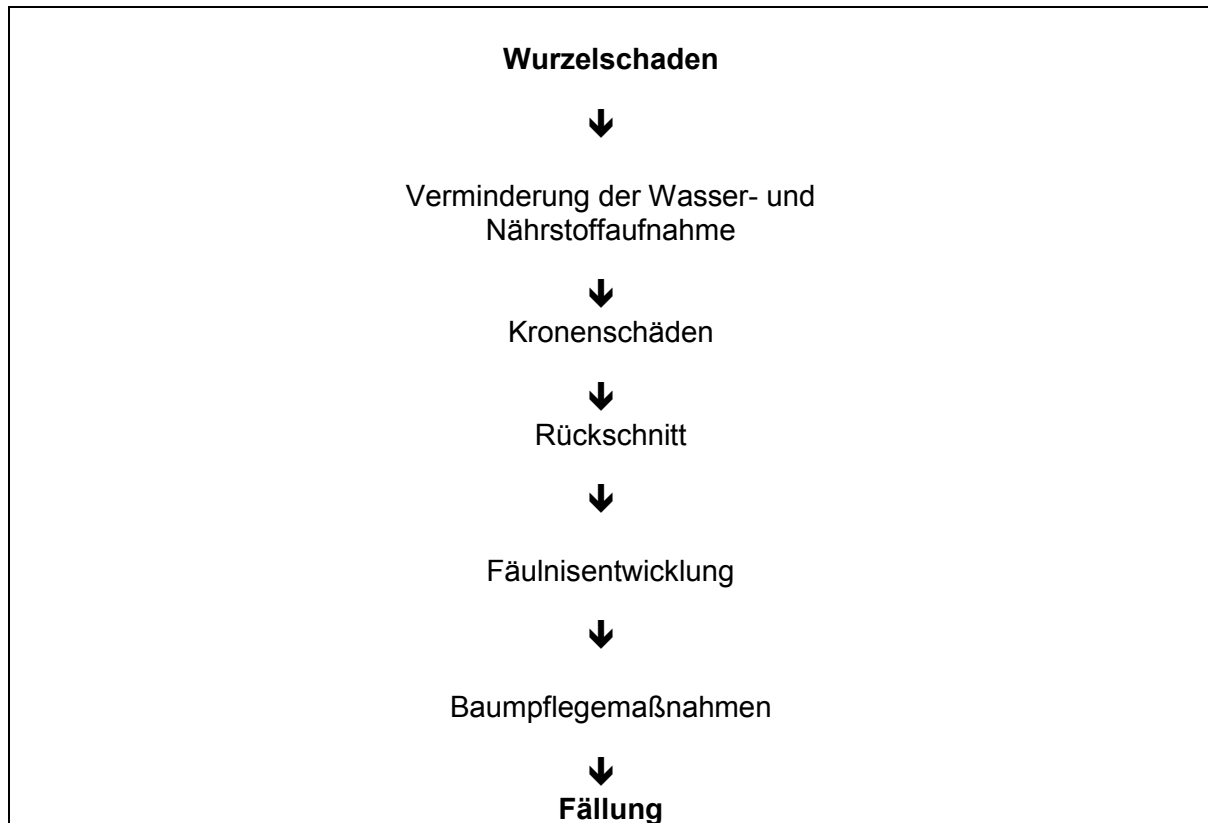 Wurzelschaden
Verminderung der Wasser- und
Nährstoffaufnahme
Kronenschäden
Rückschnitt
Fäulnisentwicklung
Baumpflegemaßnahmen
Fällung